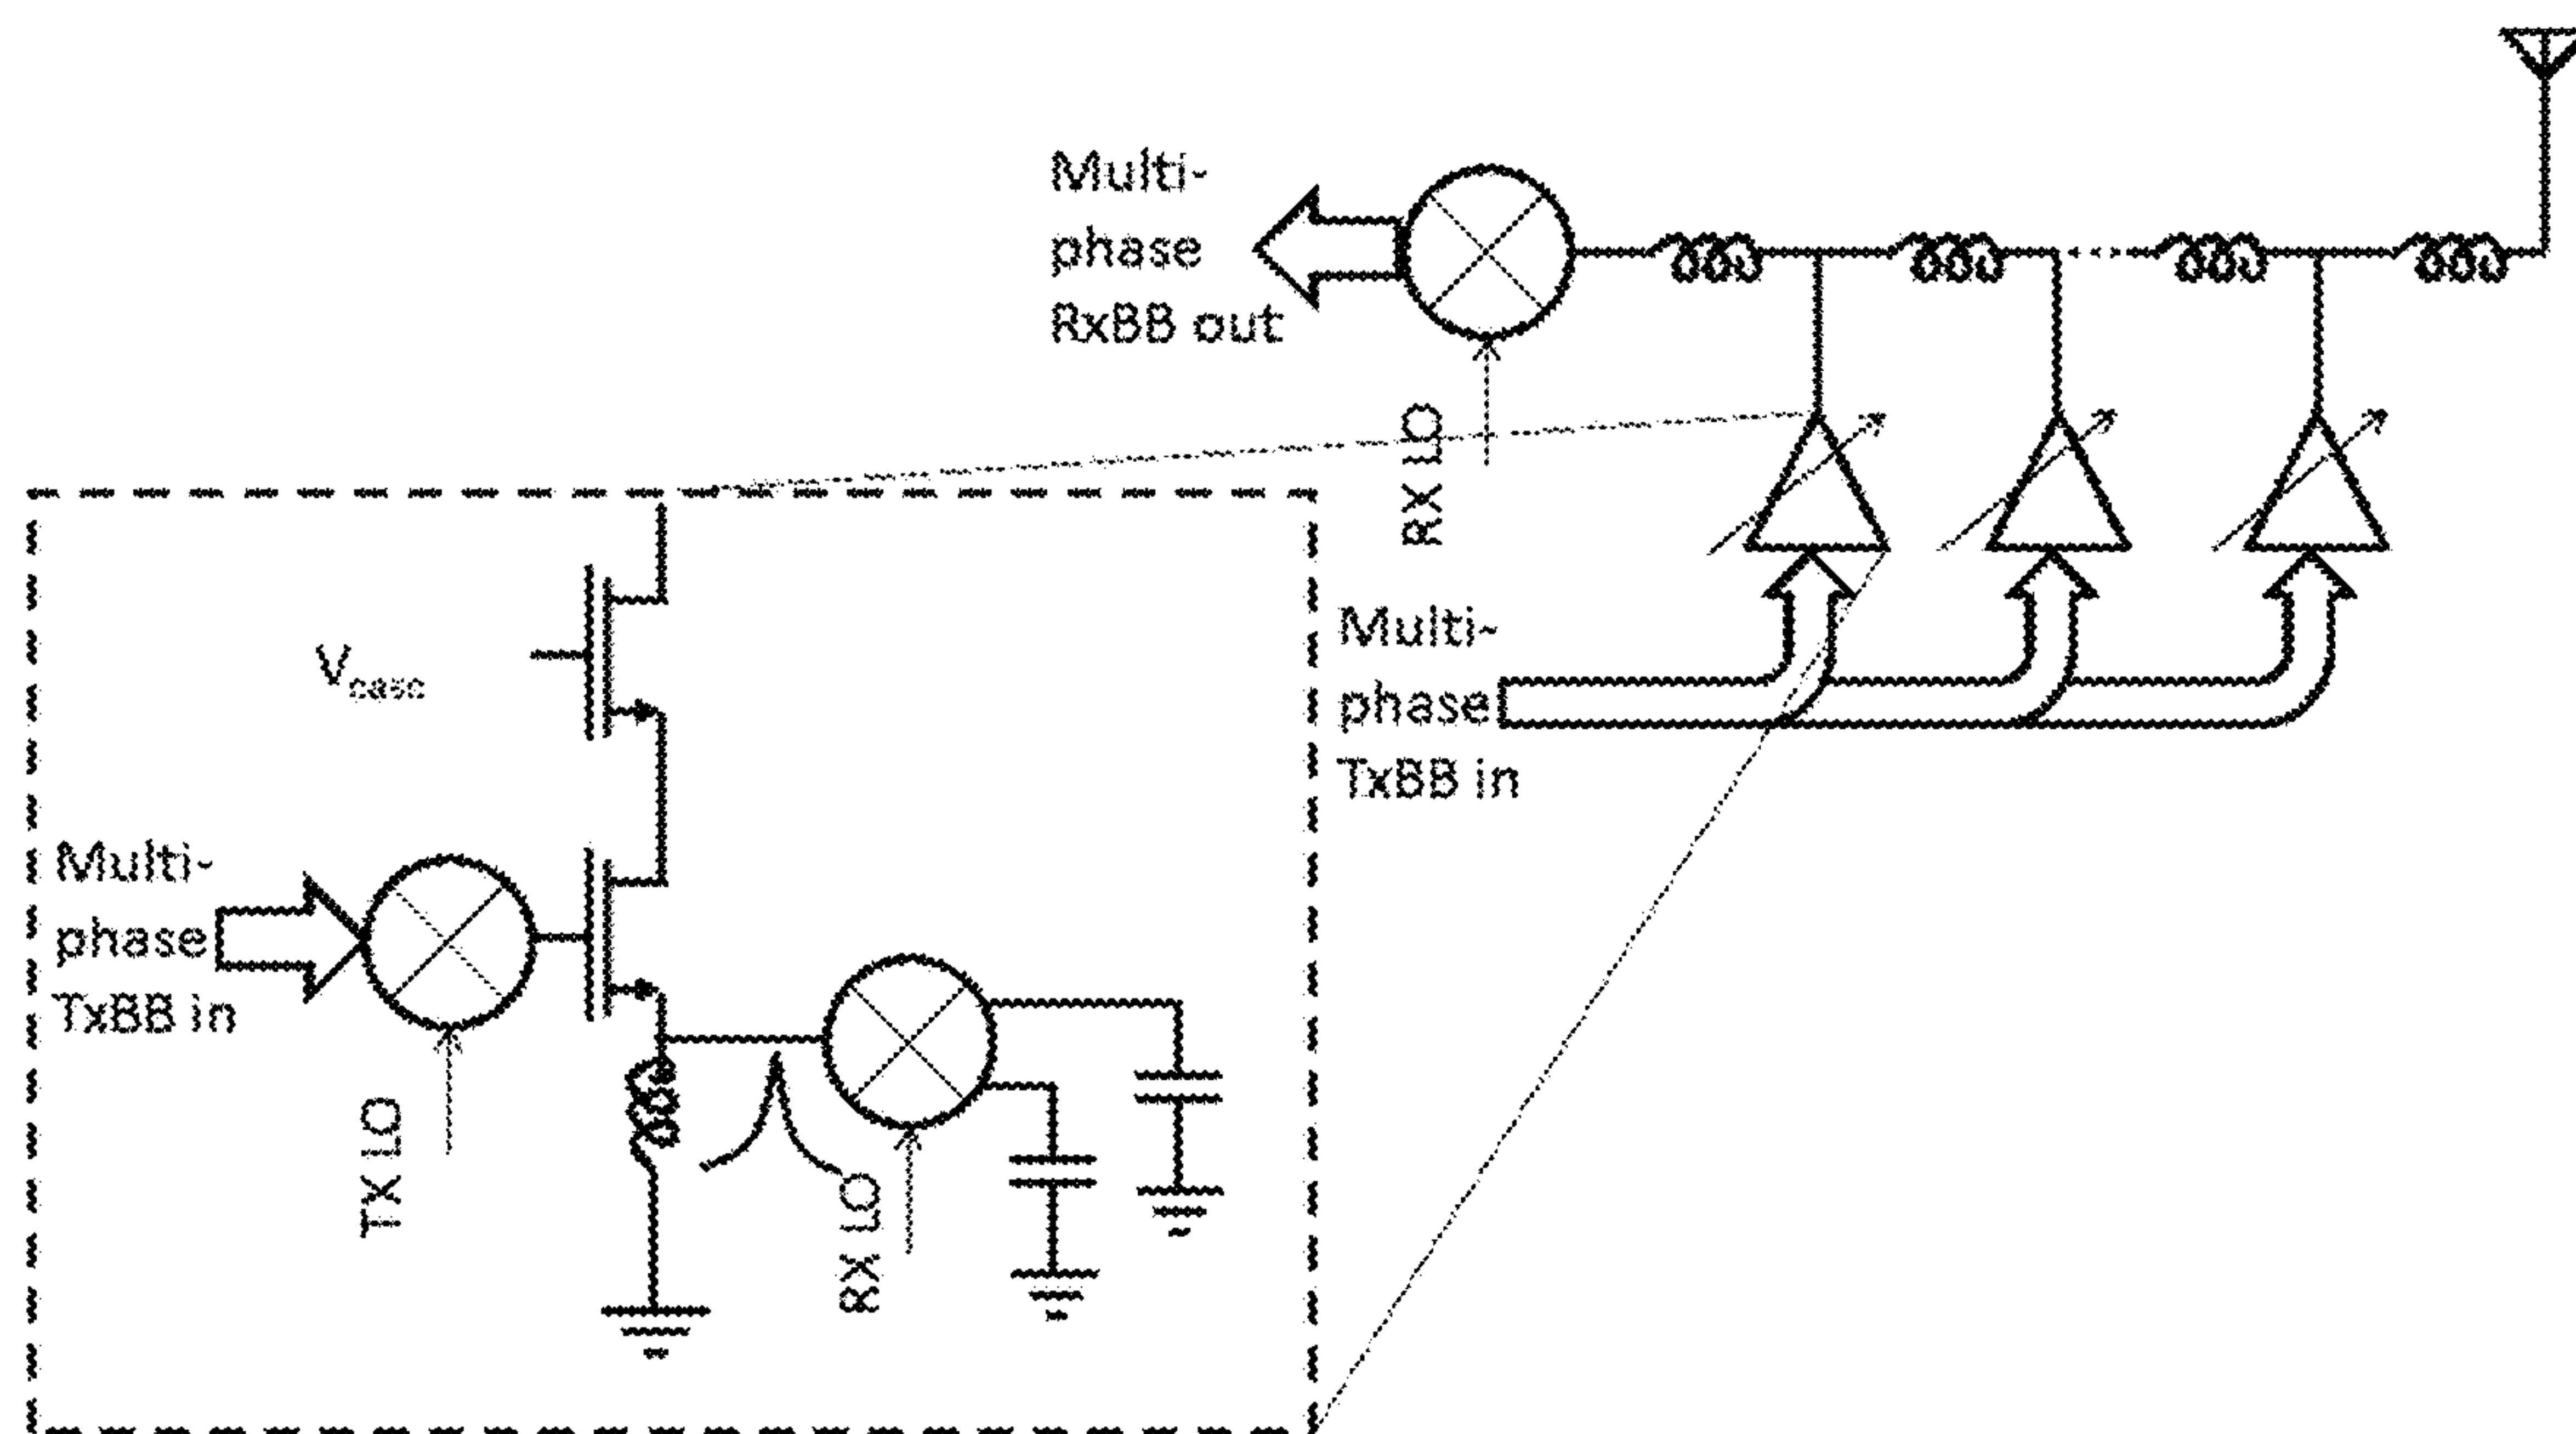 Multi-
phase
RxBB out
RX LO
Multi-
phase
TxBB in
Vcasc
Multi-
phase
TxBB in
TX LO
RX LO